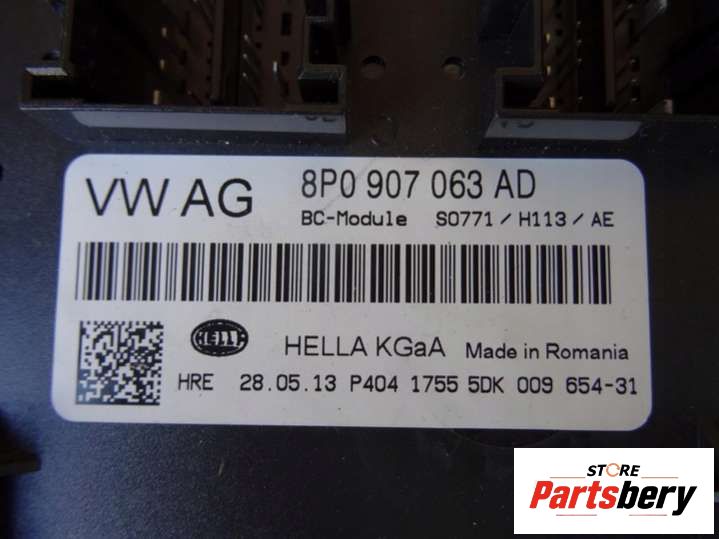 VW AG
8P0 907 063 AD
BC-Module S0771/H113/AE
HELLA
HELLA KGaA Made in Romania
HRE 28.05.13 P404 1755 5DK 009 654-31
STORE
Partsbery